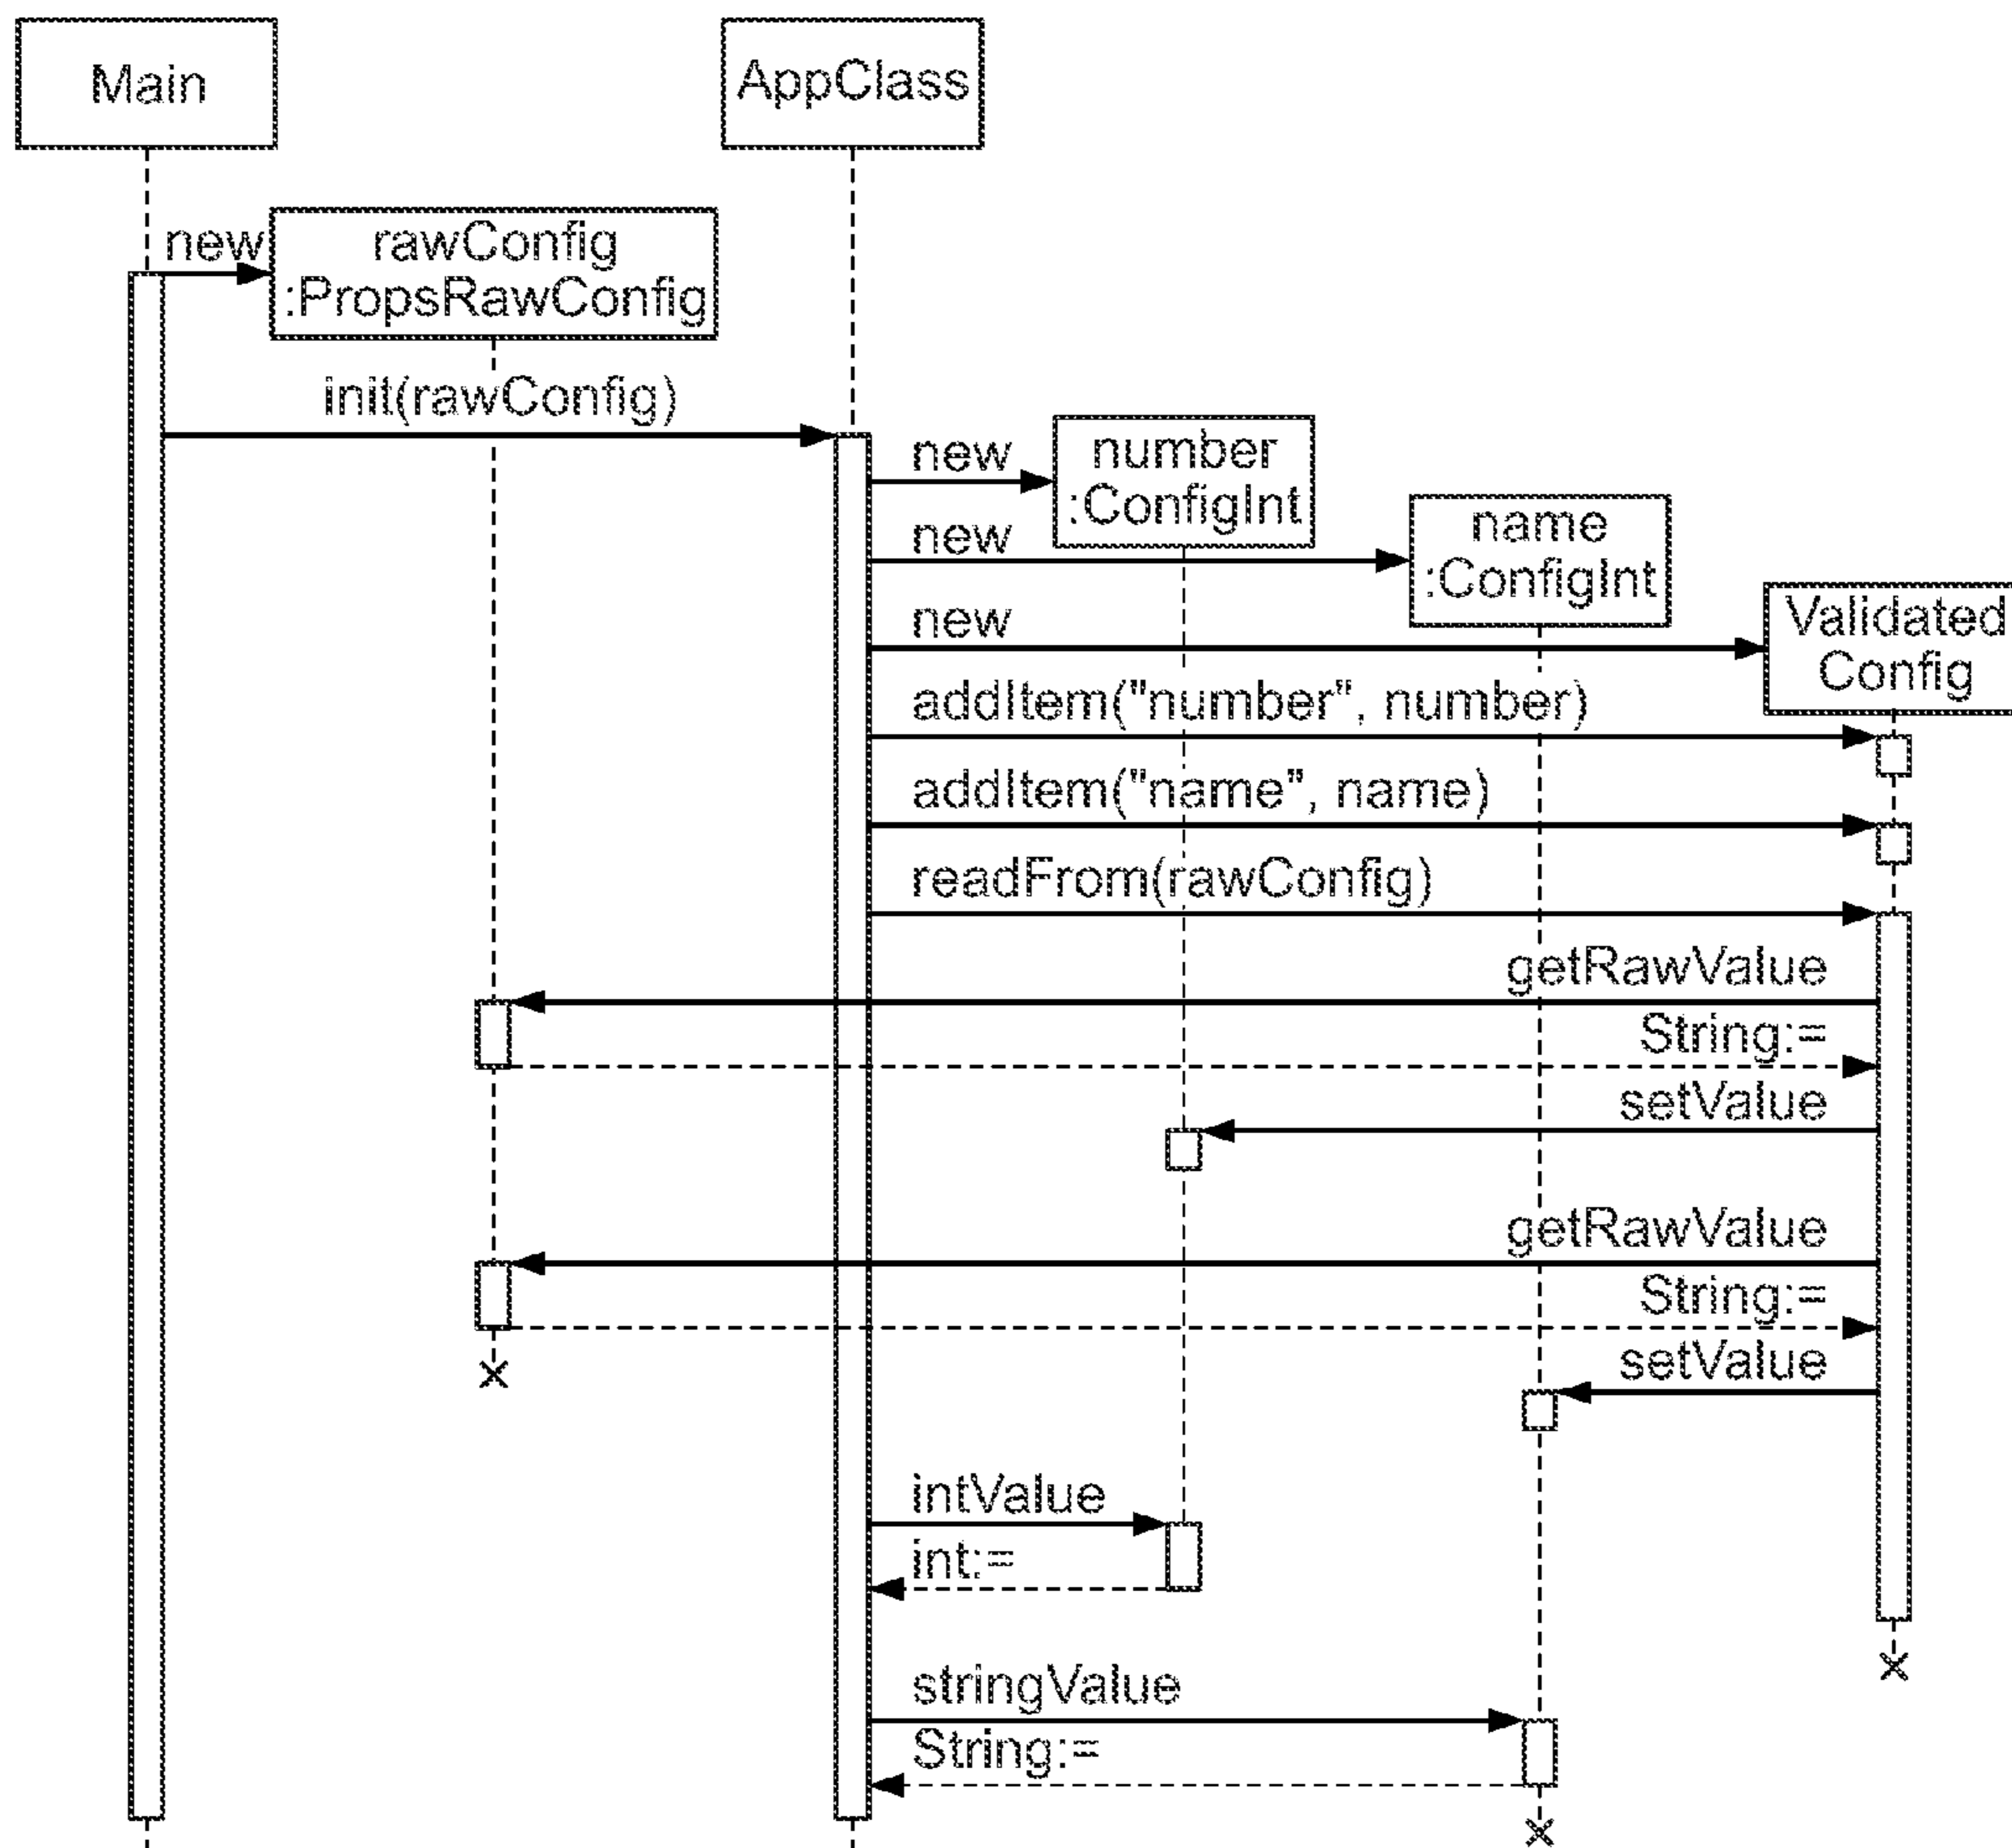 Main
AppClass
new
rawConfig
:PropsRawConfig
init(rawConfig)
new
number
:ConfigInt
new
name
:ConfigInt
new
Validated
Config
addItem("number", number)
addItem("name", name)
readFrom(rawConfig)
getRawValue
String:=
setValue
getRawValue
String:=
setValue
intValue
int:=
stringValue
String:=